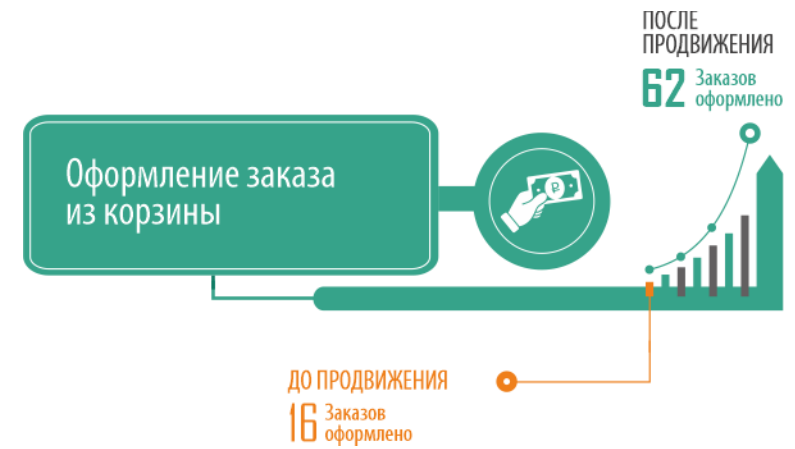 ПОСЛЕ
ПРОДВИЖЕНИЯ
62 Заказов
оформлено
Оформление заказа
из корзины
ДО ПРОДВИЖЕНИЯ
16 Заказов
оформлено